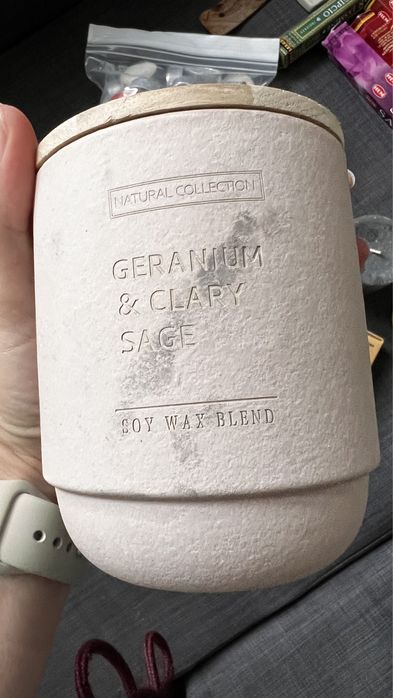 NATURAL COLLECTION
GERANIUM
& CLARY
SAGE
SOY WAX BLEND